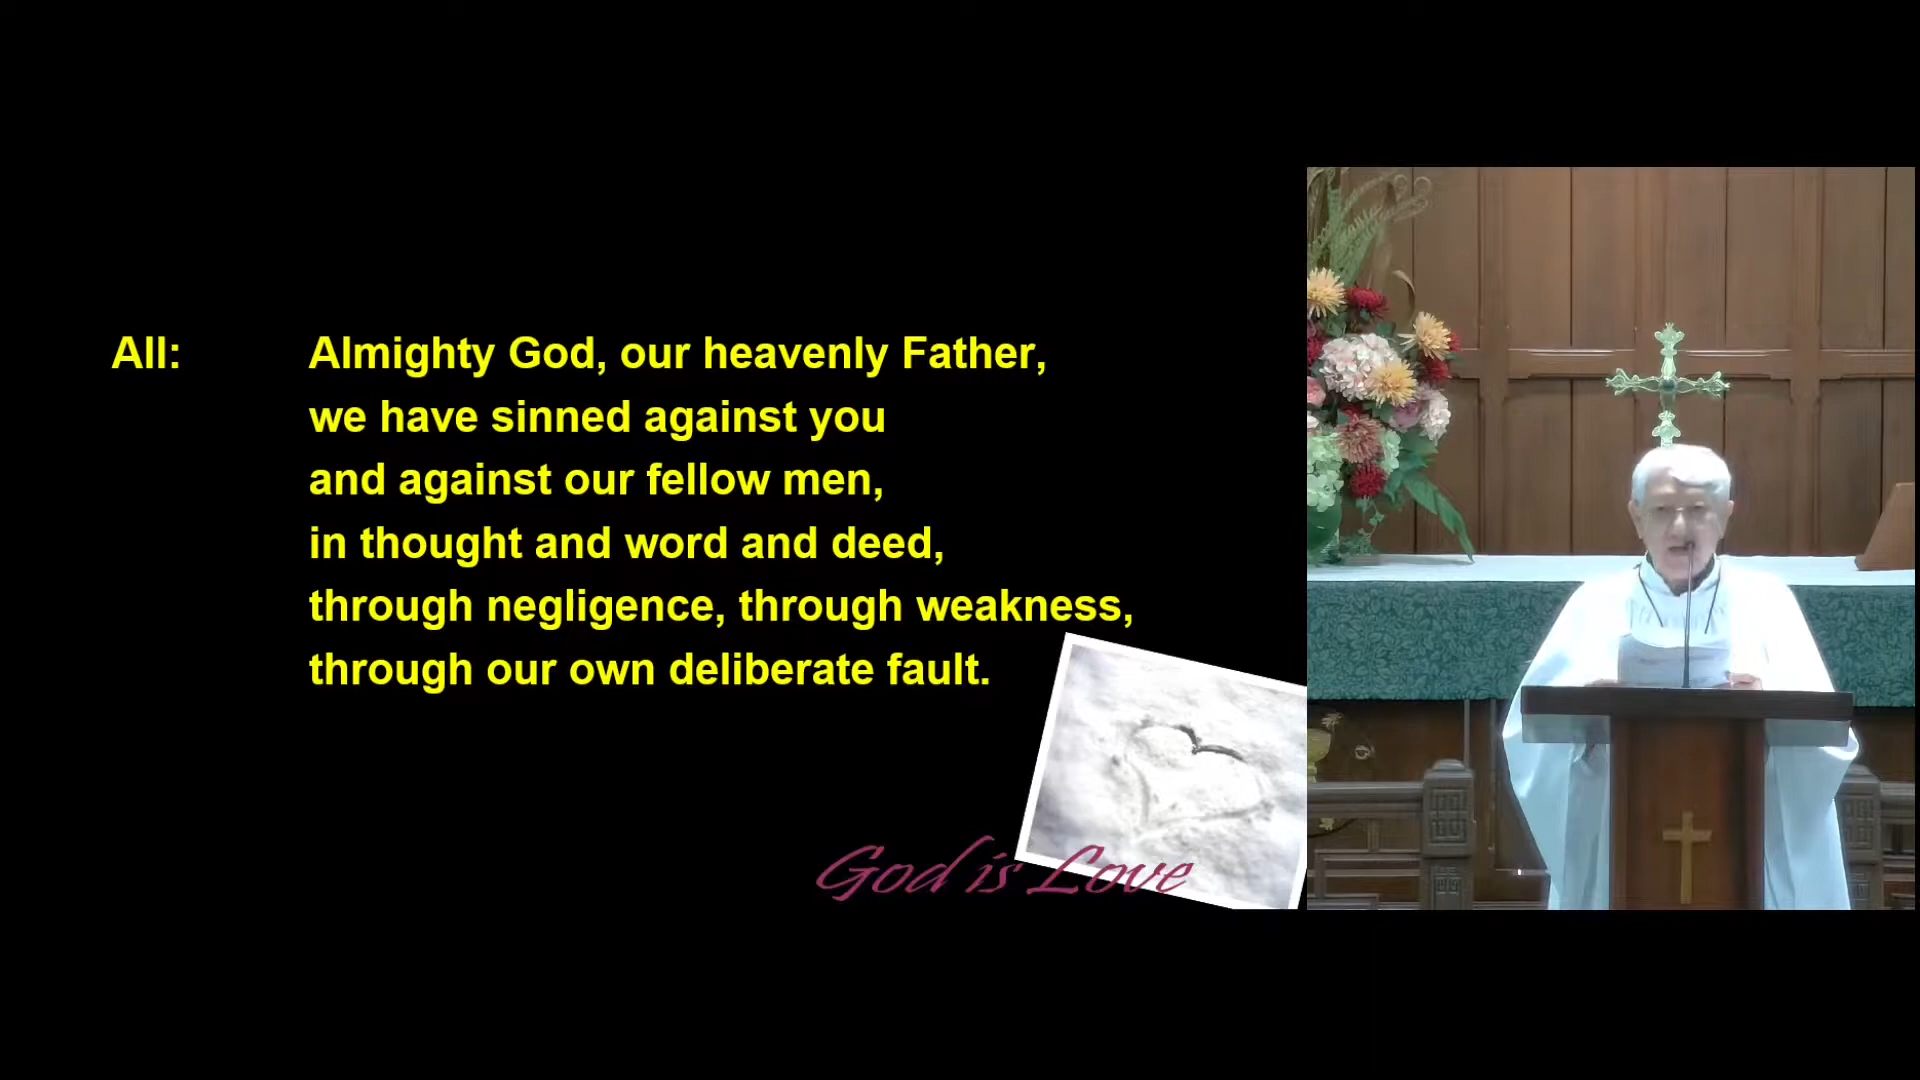 All: Almighty God, our heavenly Father,
we have sinned against you
and against our fellow men,
in thought and word and deed,
through negligence, through weakness,
through our own deliberate fault.
God is Love